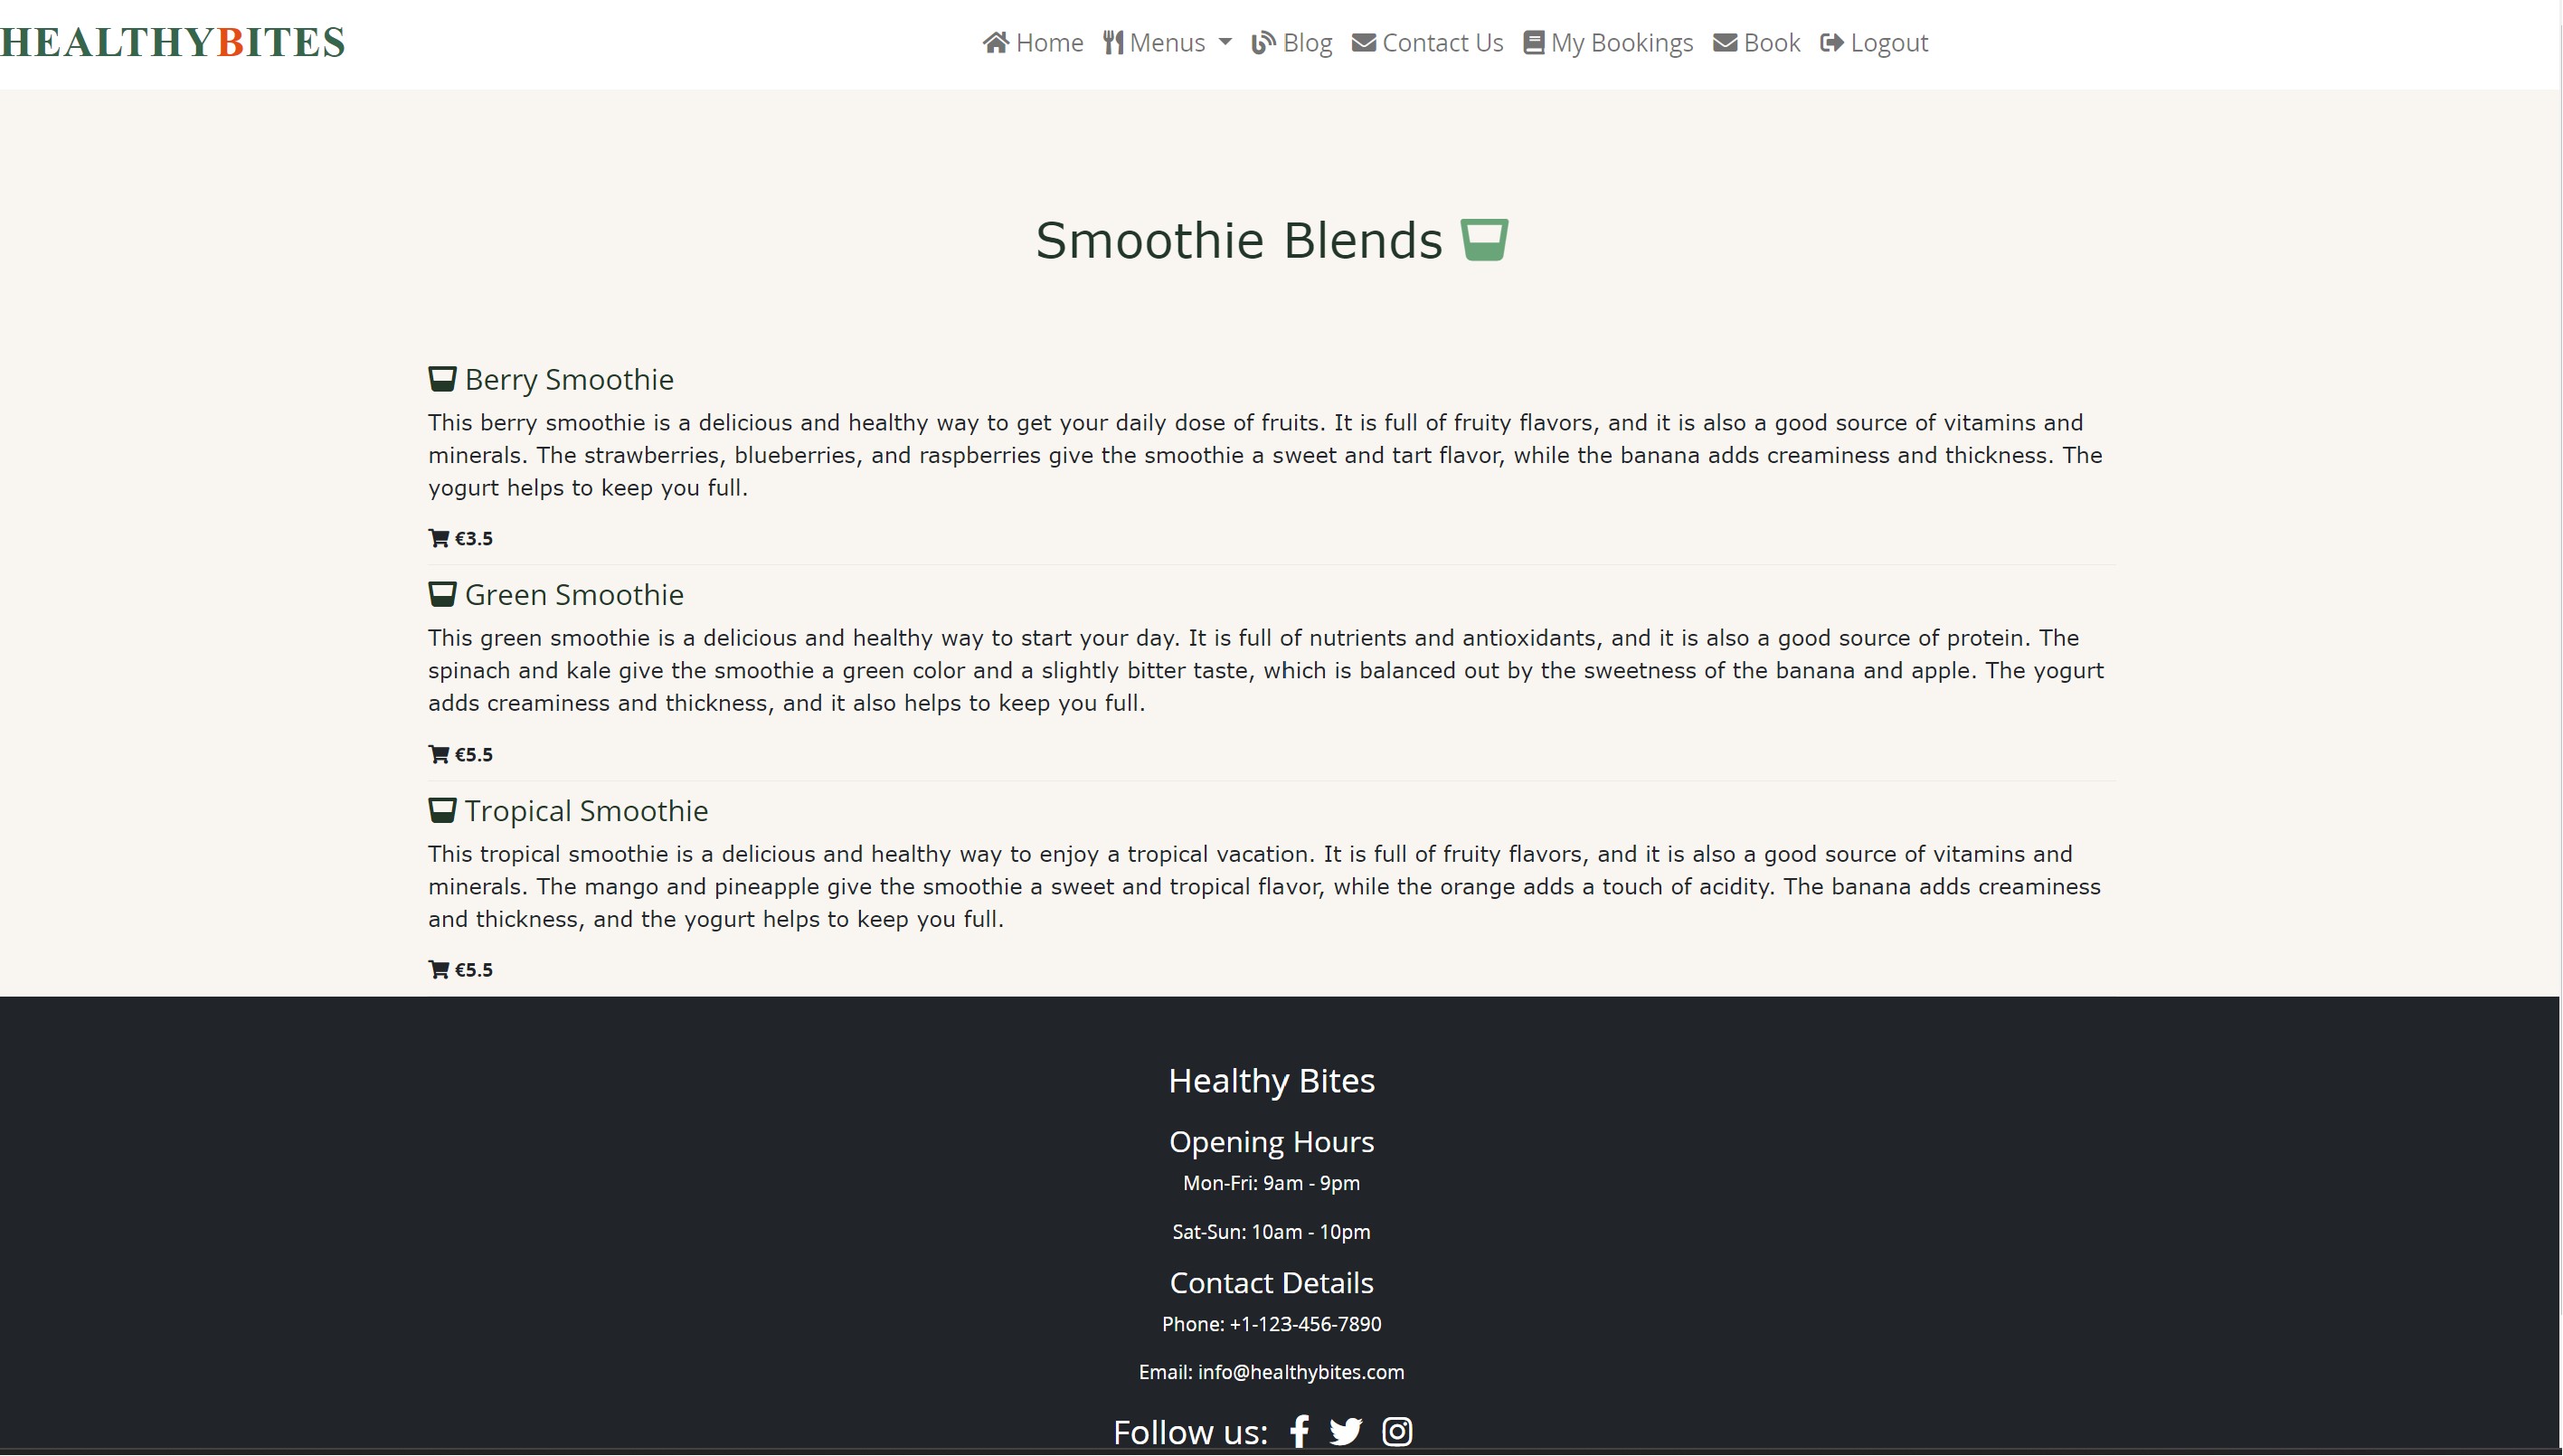 HEALTHYBITES
Home Menus Blog Contact Us My Bookings Book Logout
Smoothie Blends
Berry Smoothie
This berry smoothie is a delicious and healthy way to get your daily dose of fruits. It is full of fruity flavors, and it is also a good source of vitamins and
minerals. The strawberries, blueberries, and raspberries give the smoothie a sweet and tart flavor, while the banana adds creaminess and thickness. The
yogurt helps to keep you full.
€3.5
Green Smoothie
This green smoothie is a delicious and healthy way to start your day. It is full of nutrients and antioxidants, and it is also a good source of protein. The
spinach and kale give the smoothie a green color and a slightly bitter taste, which is balanced out by the sweetness of the banana and apple. The yogurt
adds creaminess and thickness, and it also helps to keep you full.
€5.5
Tropical Smoothie
This tropical smoothie is a delicious and healthy way to enjoy a tropical vacation. It is full of fruity flavors, and it is also a good source of vitamins and
minerals. The mango and pineapple give the smoothie a sweet and tropical flavor, while the orange adds a touch of acidity. The banana adds creaminess
and thickness, and the yogurt helps to keep you full.
€5.5
Healthy Bites
Opening Hours
Mon-Fri: 9am - 9pm
Sat-Sun: 10am - 10pm
Contact Details
Phone: +1-123-456-7890
Email: info@healthybites.com
Follow us: